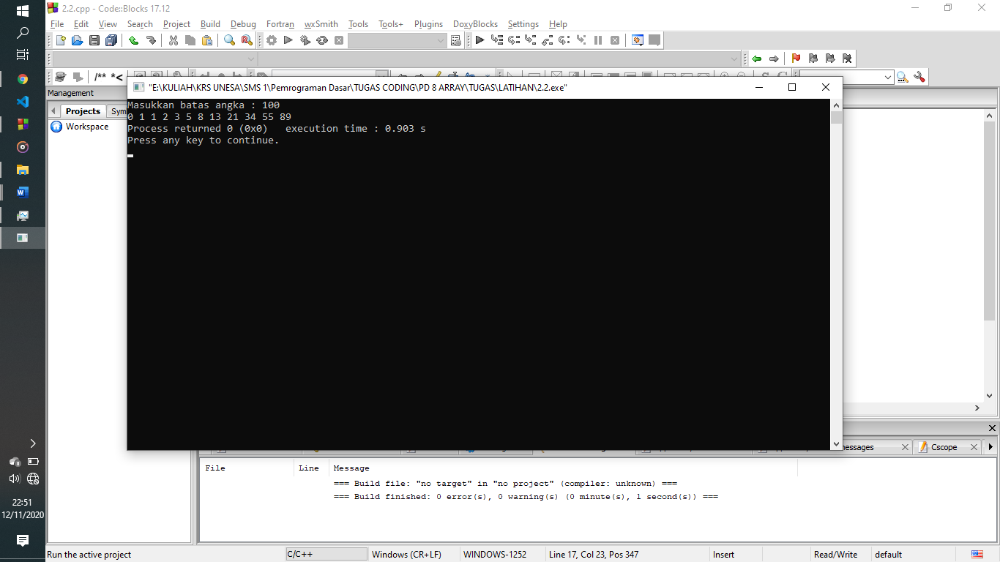 2.2.cpp - Code::Blocks 17.12
File Edit View Search Project Build Debug Fortran wxSmith Tools Tools+ Plugins DoxyBlocks Settings Help
/** *<
Management
Projects Sym
Workspace
"E:\KULIAH\KRS UNESA\SMS 1\Pemrograman Dasar\TUGAS CODING\PD 8 ARRAY\TUGAS\LATIHAN\2.2.exe"
Masukkan batas angka : 100
0 1 1 2 3 5 8 13 21 34 55 89
Process returned 0 (0x0)   execution time : 0.903 s
Press any key to continue.
Cscope
File Line Message
=== Build file: "no target" in "no project" (compiler: unknown) ===
=== Build finished: 0 error(s), 0 warning(s) (0 minute(s), 1 second(s)) ===
22:51
12/11/2020
Run the active project C/C++ Windows (CR+LF) WINDOWS-1252 Line 17, Col 23, Pos 347 Insert Read/Write default